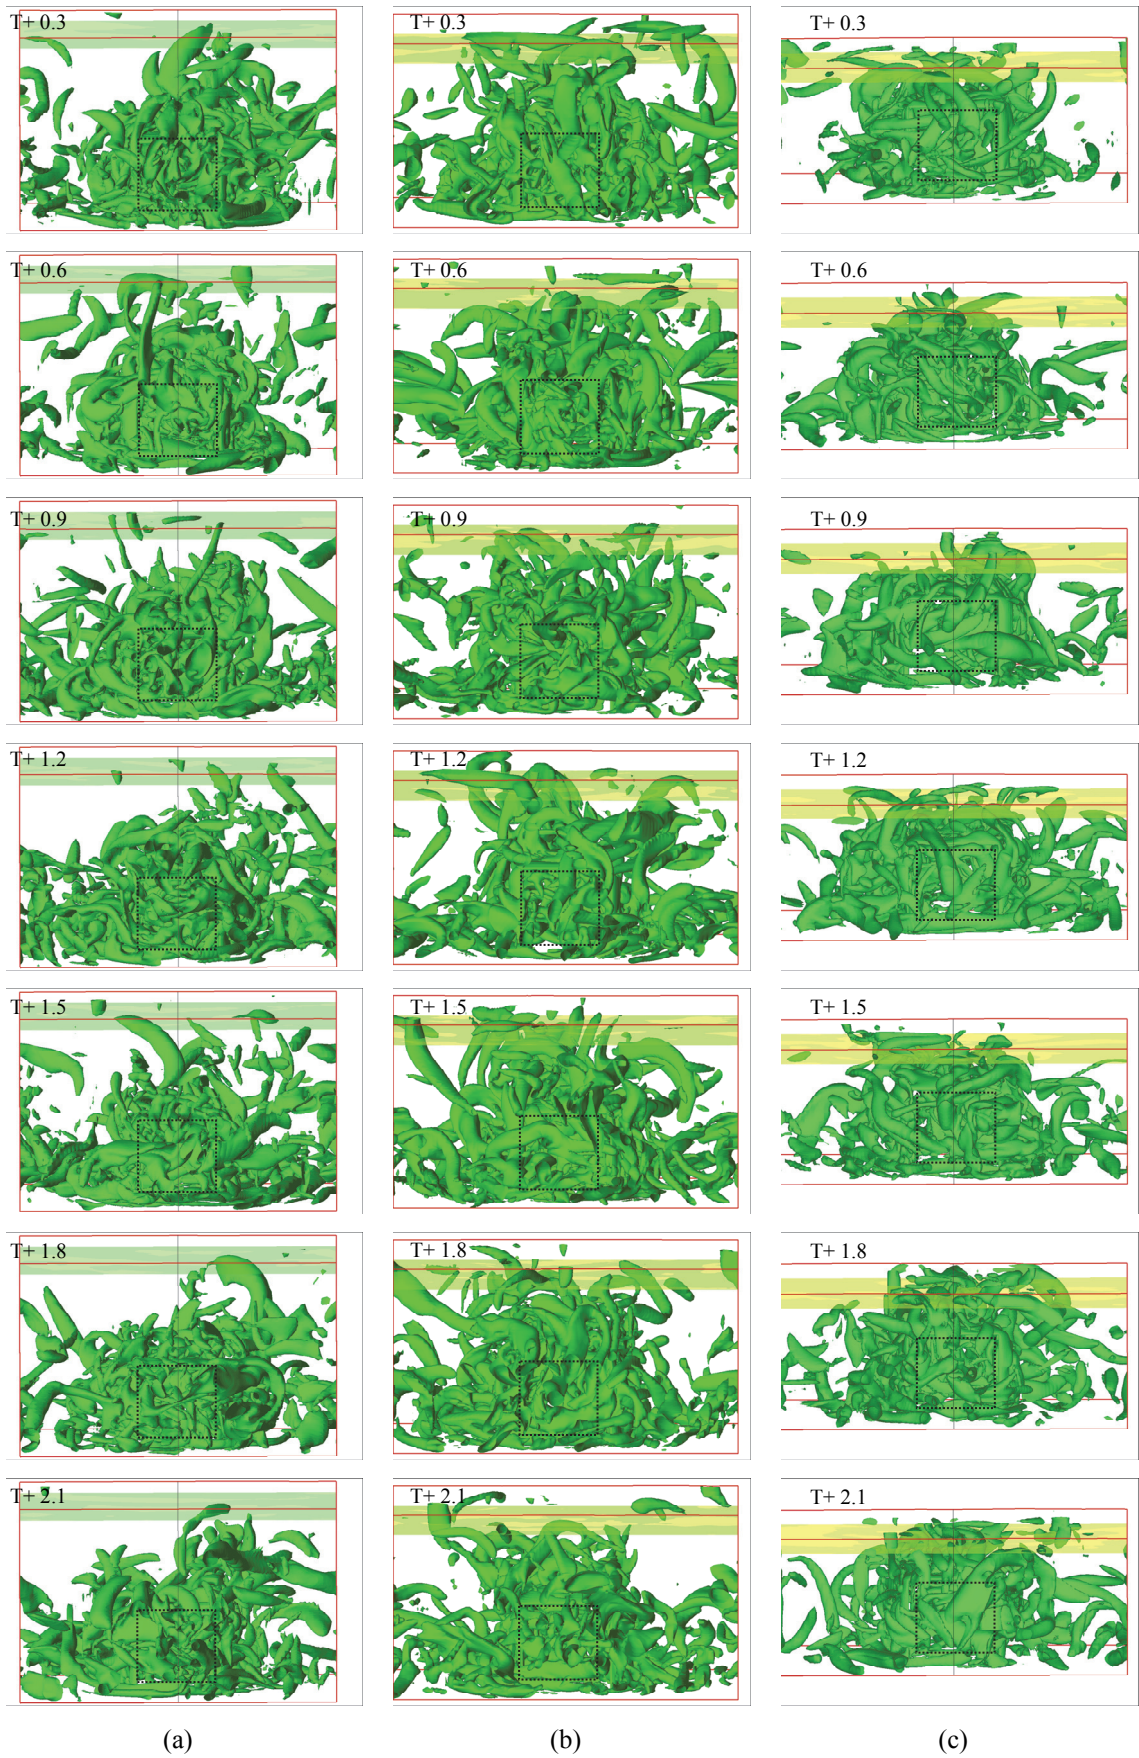 T+ 0.3 T+ 0.3 T+ 0.3
T+ 0.6 T+ 0.6 T+ 0.6
T+ 0.9 T+ 0.9 T+ 0.9
T+ 1.2 T+ 1.2 T+ 1.2
T+ 1.5 T+ 1.5 T+ 1.5
T+ 1.8 T+ 1.8 T+ 1.8
T+ 2.1 T+ 2.1 T+ 2.1
(a) (b) (c)